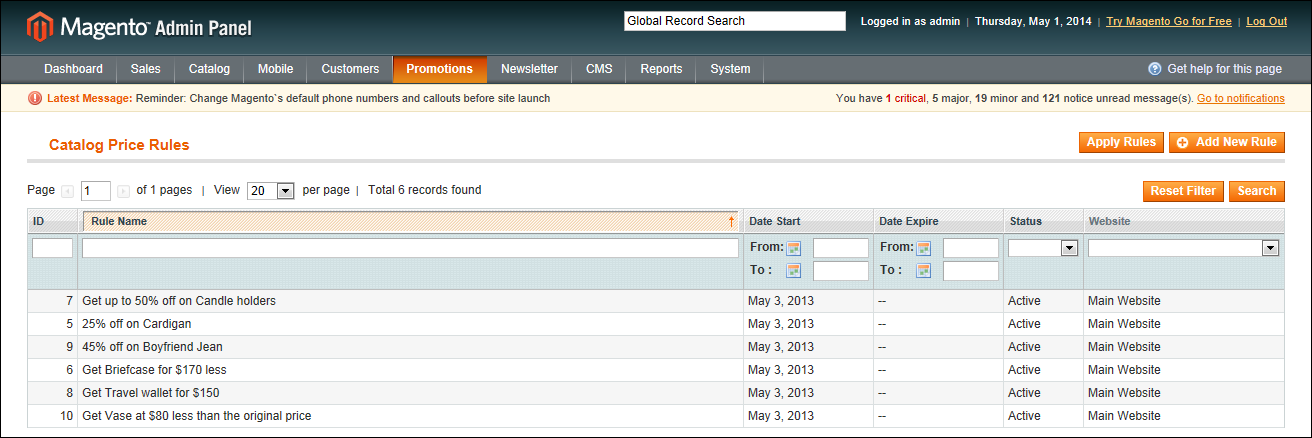 Magento™ Admin Panel
Global Record Search
Logged in as admin | Thursday, May 1, 2014 | Try Magento Go for Free | Log Out
Dashboard Sales Catalog Mobile Customers Promotions Newsletter CMS Reports System Get help for this page
Latest Message: Reminder: Change Magento`s default phone numbers and callouts before site launch
You have 1 critical, 5 major, 19 minor and 121 notice unread message(s). Go to notifications
Catalog Price Rules
Apply Rules Add New Rule
Page 1 of 1 pages | View 20 per page | Total 6 records found
Reset Filter Search
ID Rule Name Date Start Date Expire Status Website
From: From:
To : To :
7 Get up to 50% off on Candle holders May 3, 2013 -- Active Main Website
5 25% off on Cardigan May 3, 2013 -- Active Main Website
9 45% off on Boyfriend Jean May 3, 2013 -- Active Main Website
6 Get Briefcase for $170 less May 3, 2013 -- Active Main Website
8 Get Travel wallet for $150 May 3, 2013 -- Active Main Website
10 Get Vase at $80 less than the original price May 3, 2013 -- Active Main Website